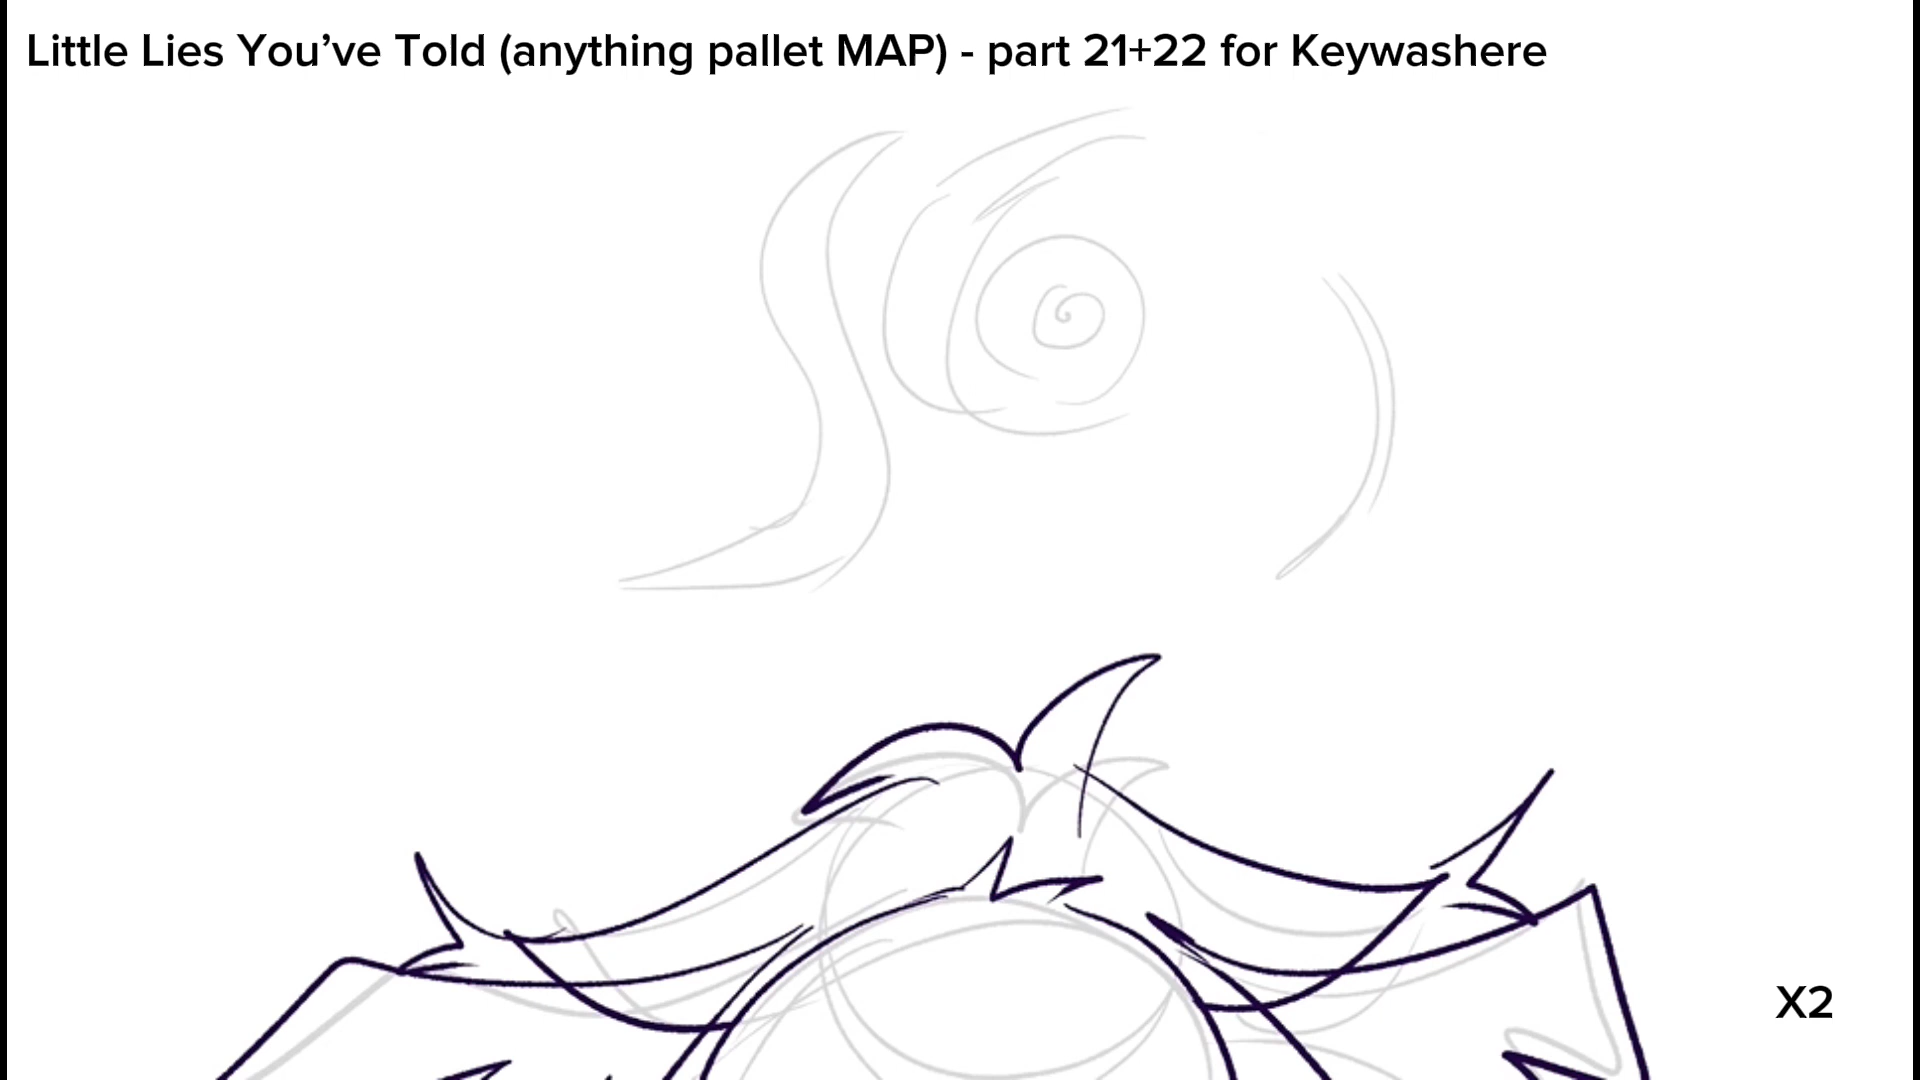 Little Lies You’ve Told (anything pallet MAP) - part 21+22 for Keywashere
X2